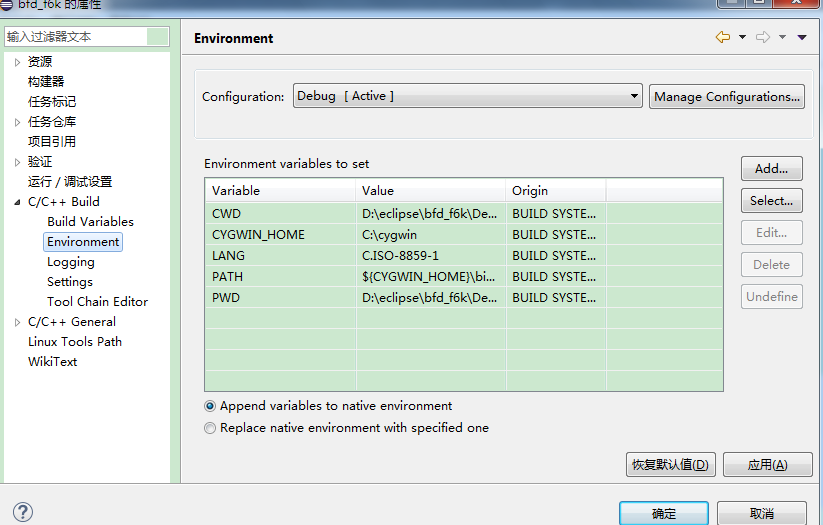 bfd_f6k 的属性
输入过滤器文本
资源
构建器
任务标记
任务仓库
项目引用
验证
运行 / 调试设置
C/C++ Build
Build Variables
Environment
Logging
Settings
Tool Chain Editor
C/C++ General
Linux Tools Path
WikiText
Environment
Configuration: Debug [ Active ] Manage Configurations...
Environment variables to set
Variable Value Origin
CWD D:\eclipse\bfd_f6k\De... BUILD SYSTE...
CYGWIN_HOME C:\cygwin BUILD SYSTE...
LANG C.ISO-8859-1 BUILD SYSTE...
PATH ${CYGWIN_HOME}\bi... BUILD SYSTE...
PWD D:\eclipse\bfd_f6k\De... BUILD SYSTE...
Add...
Select...
Edit...
Delete
Undefine
Append variables to native environment
Replace native environment with specified one
恢复默认值(D) 应用(A)
确定 取消